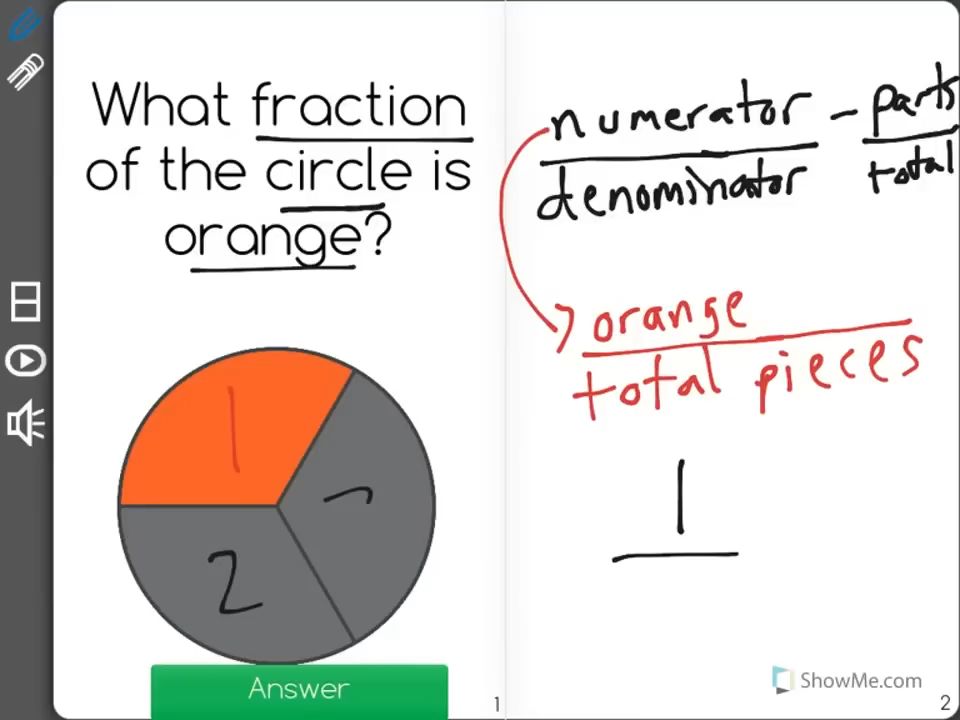 What fraction
of the circle is
orange?
1
2
Answer
1
numerator – parts
denominator total
orange
total pieces
1
ShowMe.com
2